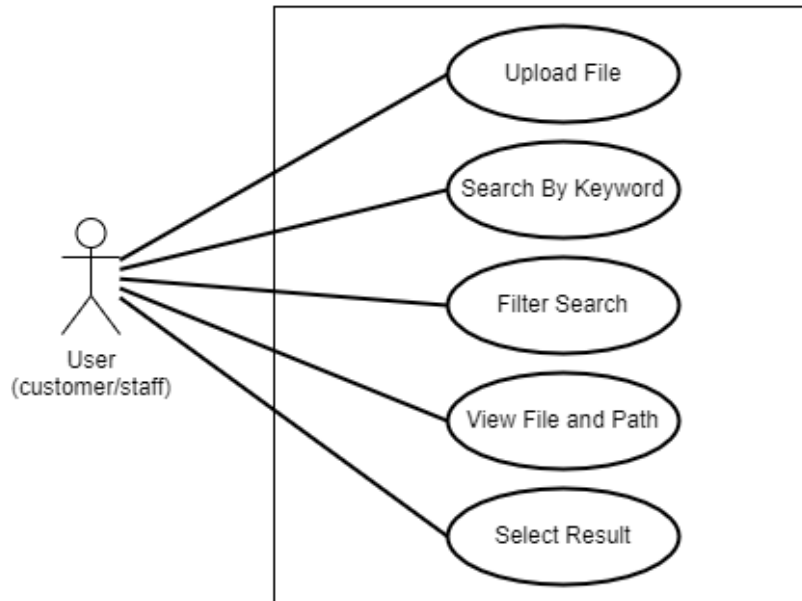 Upload File
Search By Keyword
Filter Search
User
(customer/staff)
View File and Path
Select Result